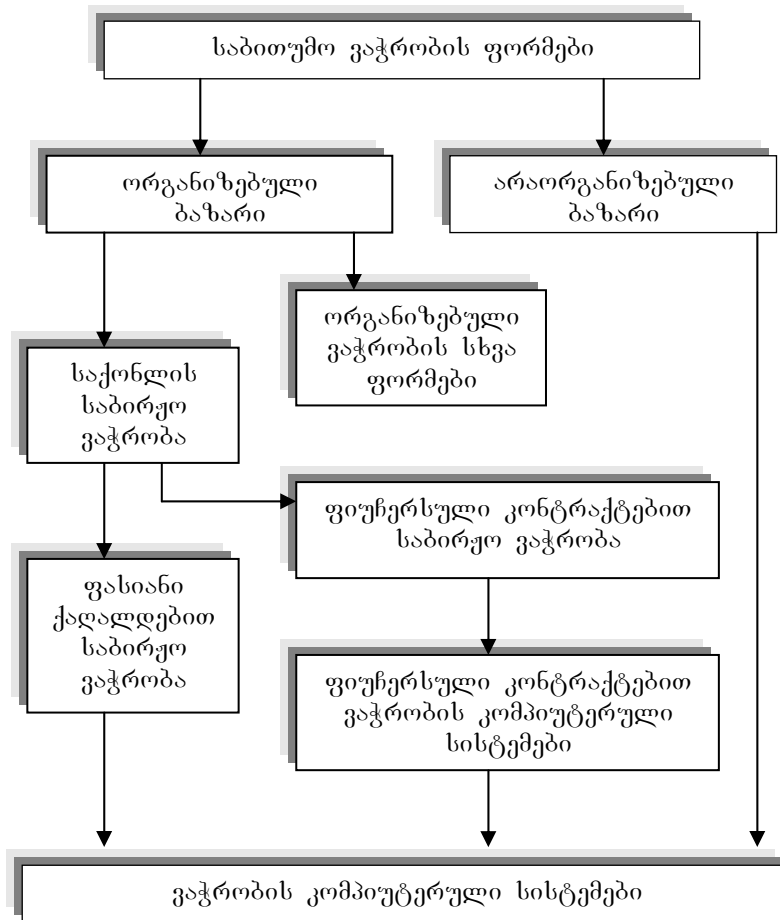 საბითუმო ვაჭრობის ფორმები
ორგანიზებული
ბაზარი
არაორგანიზებული
ბაზარი
ორგანიზებული
ვაჭრობის სხვა
ფორმები
საქონლის
საბირჟო
ვაჭრობა
ფიუჩერსული კონტრაქტებით
საბირჟო ვაჭრობა
ფასიანი
ქაღალდებით
საბირჟო
ვაჭრობა
ფიუჩერსული კონტრაქტებით
ვაჭრობის კომპიუტერული
სისტემები
ვაჭრობის კომპიუტერული სისტემები